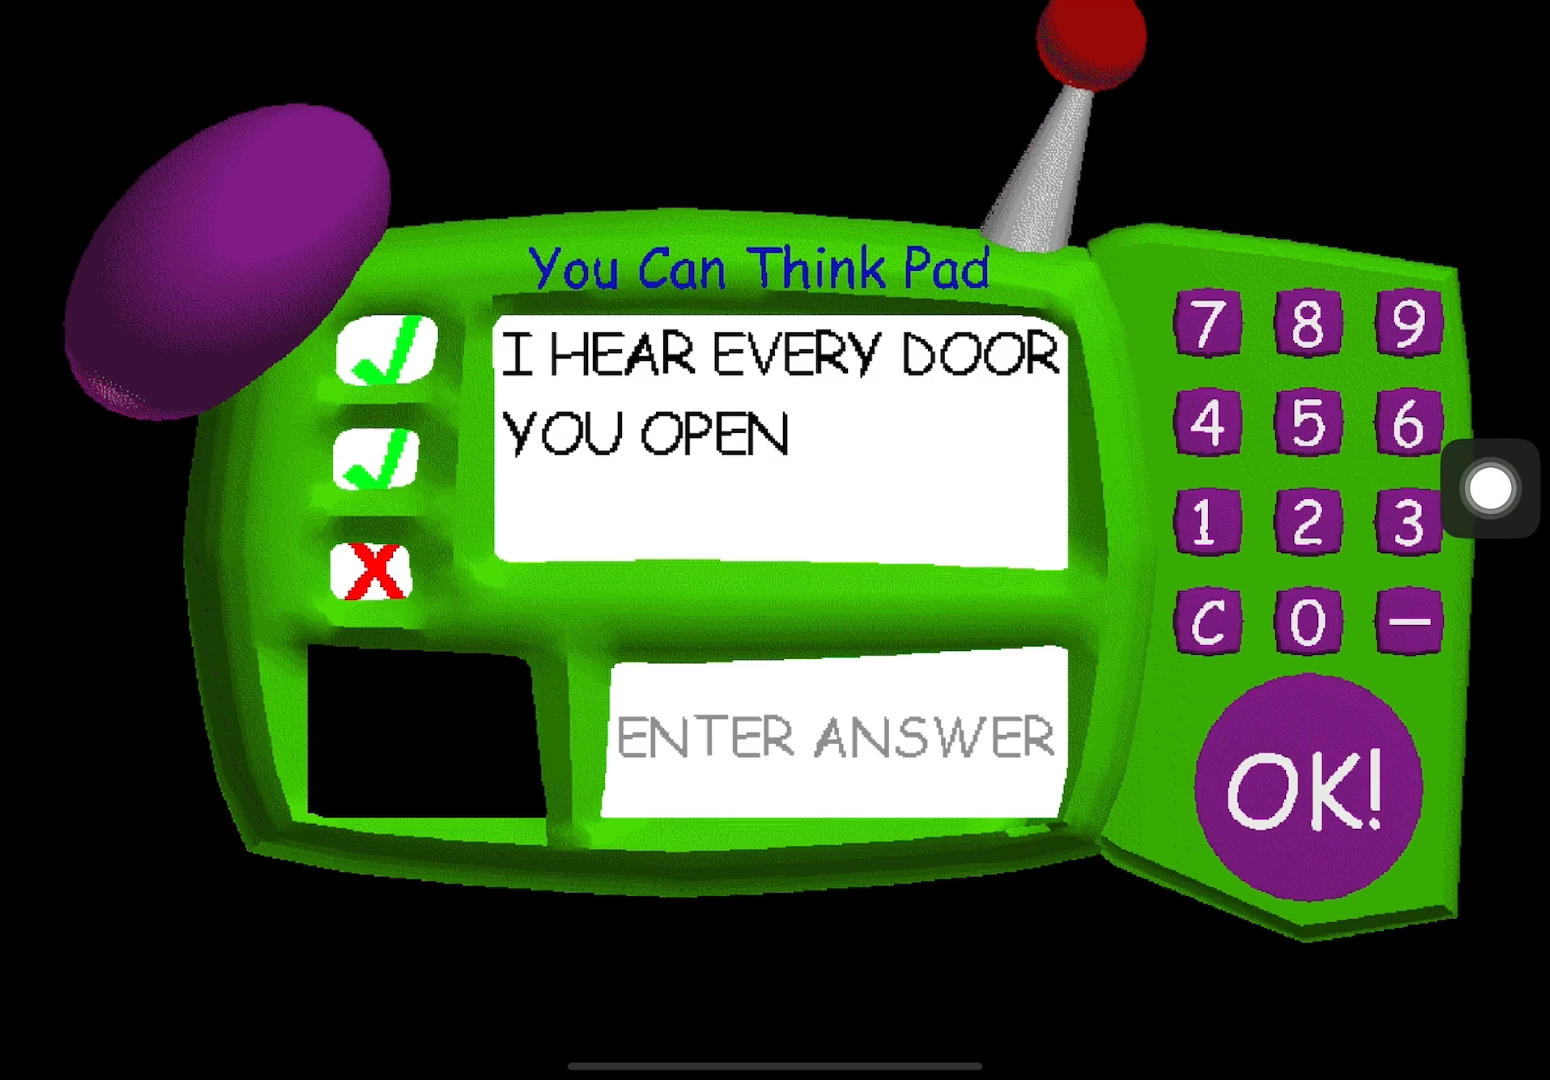 You Can Think Pad
I HEAR EVERY DOOR
YOU OPEN
ENTER ANSWER
7 8 9
4 5 6
1 2 3
C 0 −
OK!